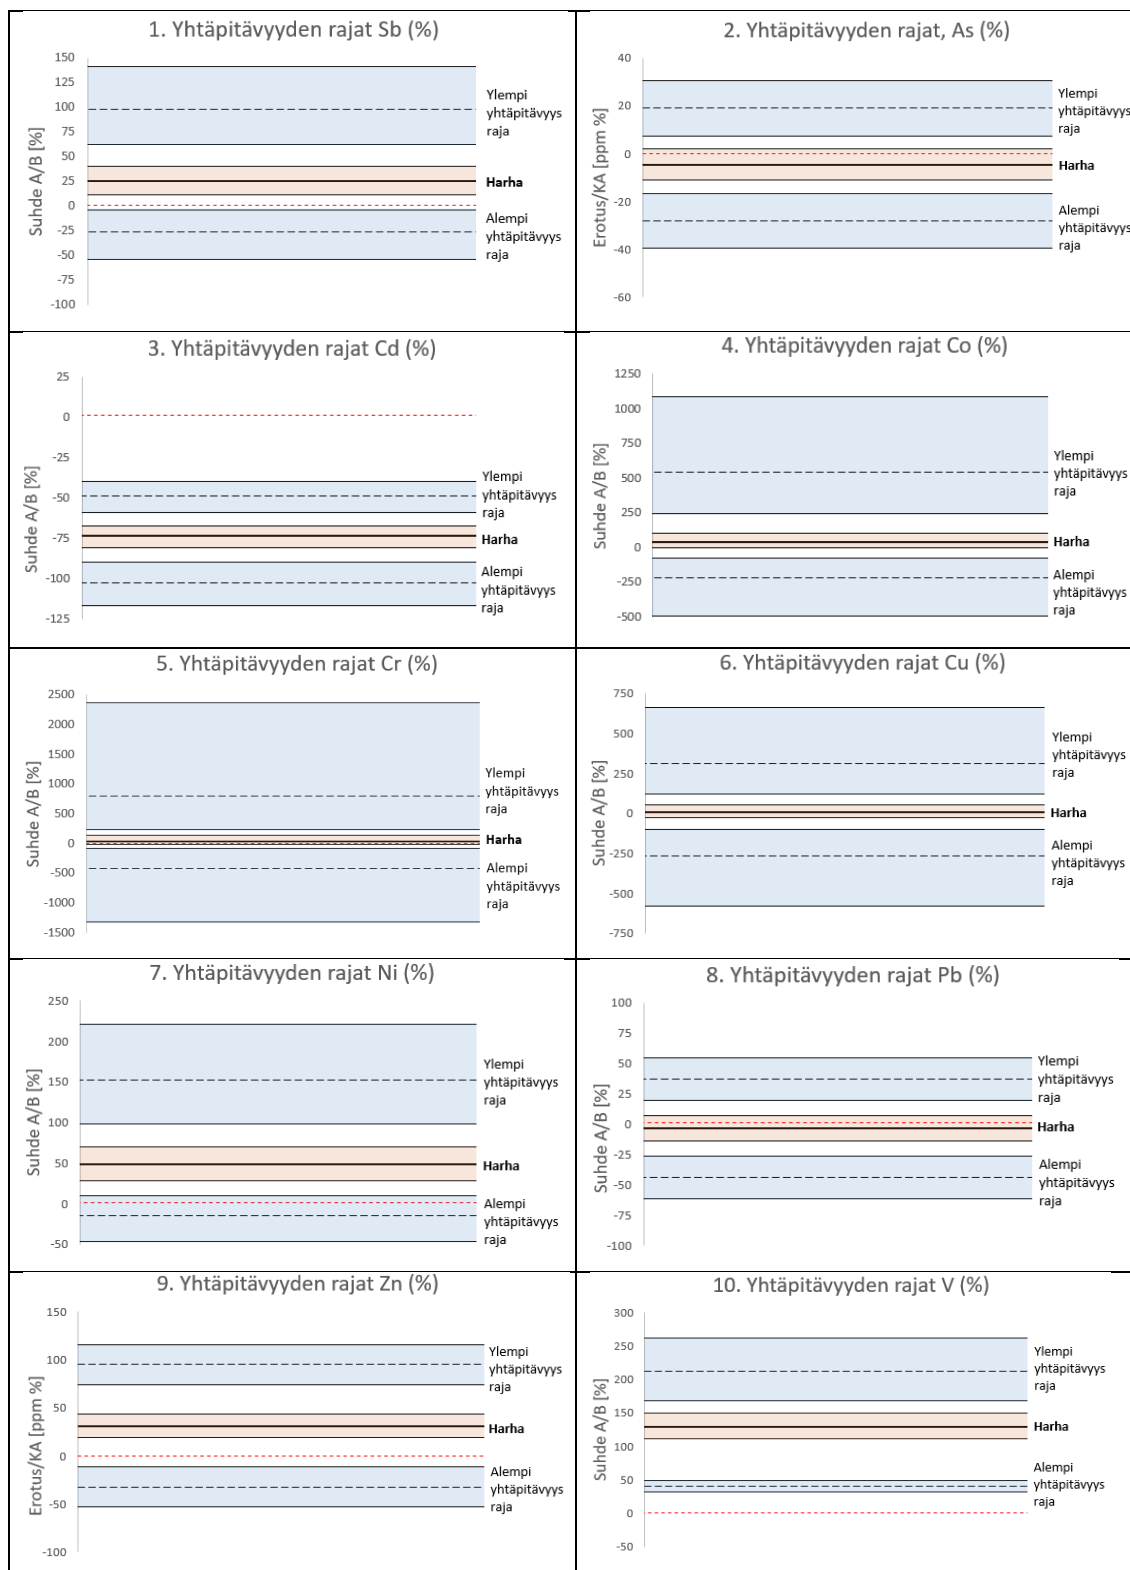 1. Yhtäpitävyyden rajat Sb (%)
Suhde A/B [%]
150
125
100
75
50
25
0
-25
-50
-75
-100
Ylempi
yhtäpitävyys
raja
Harha
Alempi
yhtäpitävyys
raja
2. Yhtäpitävyyden rajat, As (%)
Erotus/KA [ppm %]
40
20
0
-20
-40
-60
Ylempi
yhtäpitävyys
raja
Harha
Alempi
yhtäpitävyys
raja
3. Yhtäpitävyyden rajat Cd (%)
Suhde A/B [%]
25
0
-25
-50
-75
-100
-125
Ylempi
yhtäpitävyys
raja
Harha
Alempi
yhtäpitävyys
raja
4. Yhtäpitävyyden rajat Co (%)
Suhde A/B [%]
1250
1000
750
500
250
0
-250
-500
Ylempi
yhtäpitävyys
raja
Harha
Alempi
yhtäpitävyys
raja
5. Yhtäpitävyyden rajat Cr (%)
Suhde A/B [%]
2500
2000
1500
1000
500
0
-500
-1000
-1500
Ylempi
yhtäpitävyys
raja
Harha
Alempi
yhtäpitävyys
raja
6. Yhtäpitävyyden rajat Cu (%)
Suhde A/B [%]
750
500
250
0
-250
-500
-750
Ylempi
yhtäpitävyys
raja
Harha
Alempi
yhtäpitävyys
raja
7. Yhtäpitävyyden rajat Ni (%)
Suhde A/B [%]
250
200
150
100
50
0
-50
Ylempi
yhtäpitävyys
raja
Harha
Alempi
yhtäpitävyys
raja
8. Yhtäpitävyyden rajat Pb (%)
Suhde A/B [%]
100
75
50
25
0
-25
-50
-75
-100
Ylempi
yhtäpitävyys
raja
Harha
Alempi
yhtäpitävyys
raja
9. Yhtäpitävyyden rajat Zn (%)
Erotus/KA [ppm %]
150
100
50
0
-50
-100
Ylempi
yhtäpitävyys
raja
Harha
Alempi
yhtäpitävyys
raja
10. Yhtäpitävyyden rajat V (%)
Suhde A/B [%]
300
250
200
150
100
50
0
-50
Ylempi
yhtäpitävyys
raja
Harha
Alempi
yhtäpitävyys
raja